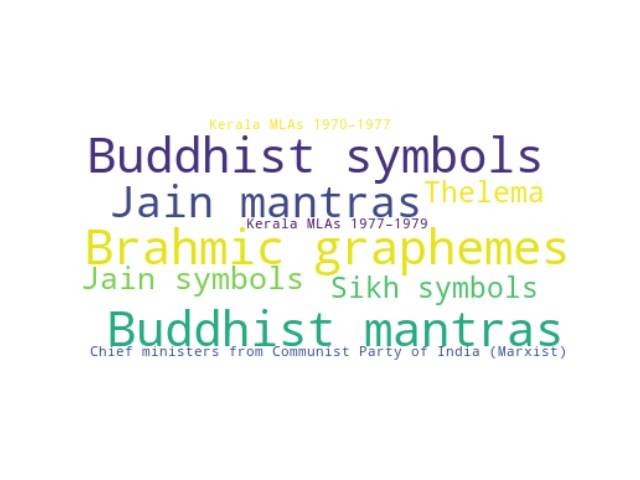 Kerala MLAs 1970–1977
Buddhist symbols
Thelema
Jain mantras
Kerala MLAs 1977–1979
Brahmic graphemes
Jain symbols
Sikh symbols
Buddhist mantras
Chief ministers from Communist Party of India (Marxist)